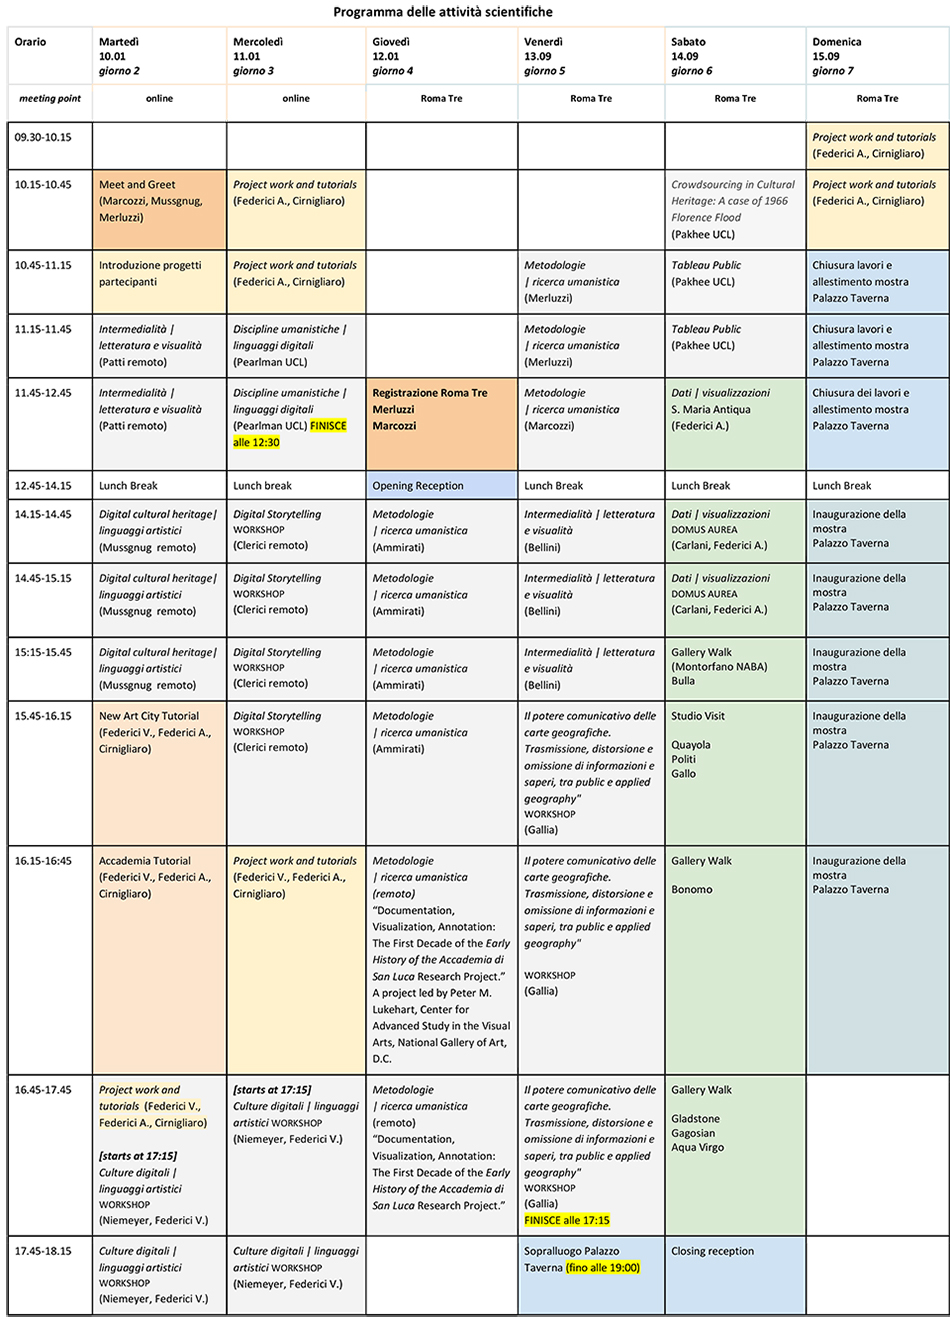 Programma delle attività scientifiche
Orario
Martedì
10.01
giorno 2
Mercoledì
11.01
giorno 3
Giovedì
12.01
giorno 4
Venerdì
13.09
giorno 5
Sabato
14.09
giorno 6
Domenica
15.09
giorno 7
meeting point
online
online
Roma Tre
Roma Tre
Roma Tre
Roma Tre
09.30-10.15
Project work and tutorials
(Federici A., Cirnigliaro)
10.15-10.45
Meet and Greet
(Marcozzi, Mussgnug,
Merluzzi)
Project work and tutorials
(Federici A., Cirnigliaro)
Crowdsourcing in Cultural
Heritage: A case of 1966
Florence Flood
(Pakhee UCL)
Project work and tutorials
(Federici A., Cirnigliaro)
10.45-11.15
Introduzione progetti
partecipanti
Project work and tutorials
(Federici A., Cirnigliaro)
Metodologie
| ricerca umanistica
(Merluzzi)
Tableau Public
(Pakhee UCL)
Chiusura lavori e
allestimento mostra
Palazzo Taverna
11.15-11.45
Intermedialità |
letteratura e visualità
(Patti remoto)
Discipline umanistiche |
linguaggi digitali
(Pearlman UCL)
Metodologie
| ricerca umanistica
(Merluzzi)
Tableau Public
(Pakhee UCL)
Chiusura lavori e
allestimento mostra
Palazzo Taverna
11.45-12.45
Intermedialità |
letteratura e visualità
(Patti remoto)
Discipline umanistiche |
linguaggi digitali
(Pearlman UCL) FINISCE
alle 12:30
Registrazione Roma Tre
Merluzzi
Marcozzi
Metodologie
| ricerca umanistica
(Marcozzi)
Dati | visualizzazioni
S. Maria Antiqua
(Federici A.)
Chiusura dei lavori e
allestimento mostra
Palazzo Taverna
12.45-14.15
Lunch Break
Lunch break
Opening Reception
Lunch Break
Lunch Break
Lunch Break
14.15-14.45
Digital cultural heritage|
linguaggi artistici
(Mussgnug remoto)
Digital Storytelling
WORKSHOP
(Clerici remoto)
Metodologie
| ricerca umanistica
(Ammirati)
Intermedialità | letteratura
e visualità
(Bellini)
Dati | visualizzazioni
DOMUS AUREA
(Carlani, Federici A.)
Inaugurazione della
mostra
Palazzo Taverna
14.45-15.15
Digital cultural heritage|
linguaggi artistici
(Mussgnug remoto)
Digital Storytelling
WORKSHOP
(Clerici remoto)
Metodologie
| ricerca umanistica
(Ammirati)
Intermedialità | letteratura
e visualità
(Bellini)
Dati | visualizzazioni
DOMUS AUREA
(Carlani, Federici A.)
Inaugurazione della
mostra
Palazzo Taverna
15:15-15.45
Digital cultural heritage|
linguaggi artistici
(Mussgnug remoto)
Digital Storytelling
WORKSHOP
(Clerici remoto)
Metodologie
| ricerca umanistica
(Ammirati)
Intermedialità | letteratura
e visualità
(Bellini)
Gallery Walk
(Montorfano NABA)
Bulla
Inaugurazione della
mostra
Palazzo Taverna
15.45-16.15
New Art City Tutorial
(Federici V., Federici A.,
Cirnigliaro)
Digital Storytelling
WORKSHOP
(Clerici remoto)
Metodologie
| ricerca umanistica
(Ammirati)
Il potere comunicativo delle
carte geografiche.
Trasmissione, distorsione e
omissione di informazioni e
saperi, tra public e applied
geography"
WORKSHOP
(Gallia)
Studio Visit
Quayola
Politi
Gallo
Inaugurazione della
mostra
Palazzo Taverna
16.15-16:45
Accademia Tutorial
(Federici V., Federici A.,
Cirnigliaro)
Project work and tutorials
(Federici V., Federici A.,
Cirnigliaro)
Metodologie
| ricerca umanistica
(remoto)
“Documentation,
Visualization, Annotation:
The First Decade of the Early
History of the Accademia di
San Luca Research Project.”
A project led by Peter M.
Lukehart, Center for
Advanced Study in the Visual
Arts, National Gallery of Art,
D.C.
Il potere comunicativo delle
carte geografiche.
Trasmissione, distorsione e
omissione di informazioni e
saperi, tra public e applied
geography"
WORKSHOP
(Gallia)
Gallery Walk
Bonomo
Inaugurazione della
mostra
Palazzo Taverna
16.45-17.45
Project work and
tutorials (Federici V.,
Federici A., Cirnigliaro)
[starts at 17:15]
Culture digitali |
linguaggi artistici
WORKSHOP
(Niemeyer, Federici V.)
[starts at 17:15]
Culture digitali | linguaggi
artistici WORKSHOP
(Niemeyer, Federici V.)
Metodologie
| ricerca umanistica
(remoto)
“Documentation,
Visualization, Annotation:
The First Decade of the Early
History of the Accademia di
San Luca Research Project.”
Il potere comunicativo delle
carte geografiche.
Trasmissione, distorsione e
omissione di informazioni e
saperi, tra public e applied
geography"
WORKSHOP
(Gallia)
FINISCE alle 17:15
Gallery Walk
Gladstone
Gagosian
Aqua Virgo
17.45-18.15
Culture digitali |
linguaggi artistici
WORKSHOP
(Niemeyer, Federici V.)
Culture digitali | linguaggi
artistici WORKSHOP
(Niemeyer, Federici V.)
Sopralluogo Palazzo
Taverna (fino alle 19:00)
Closing reception